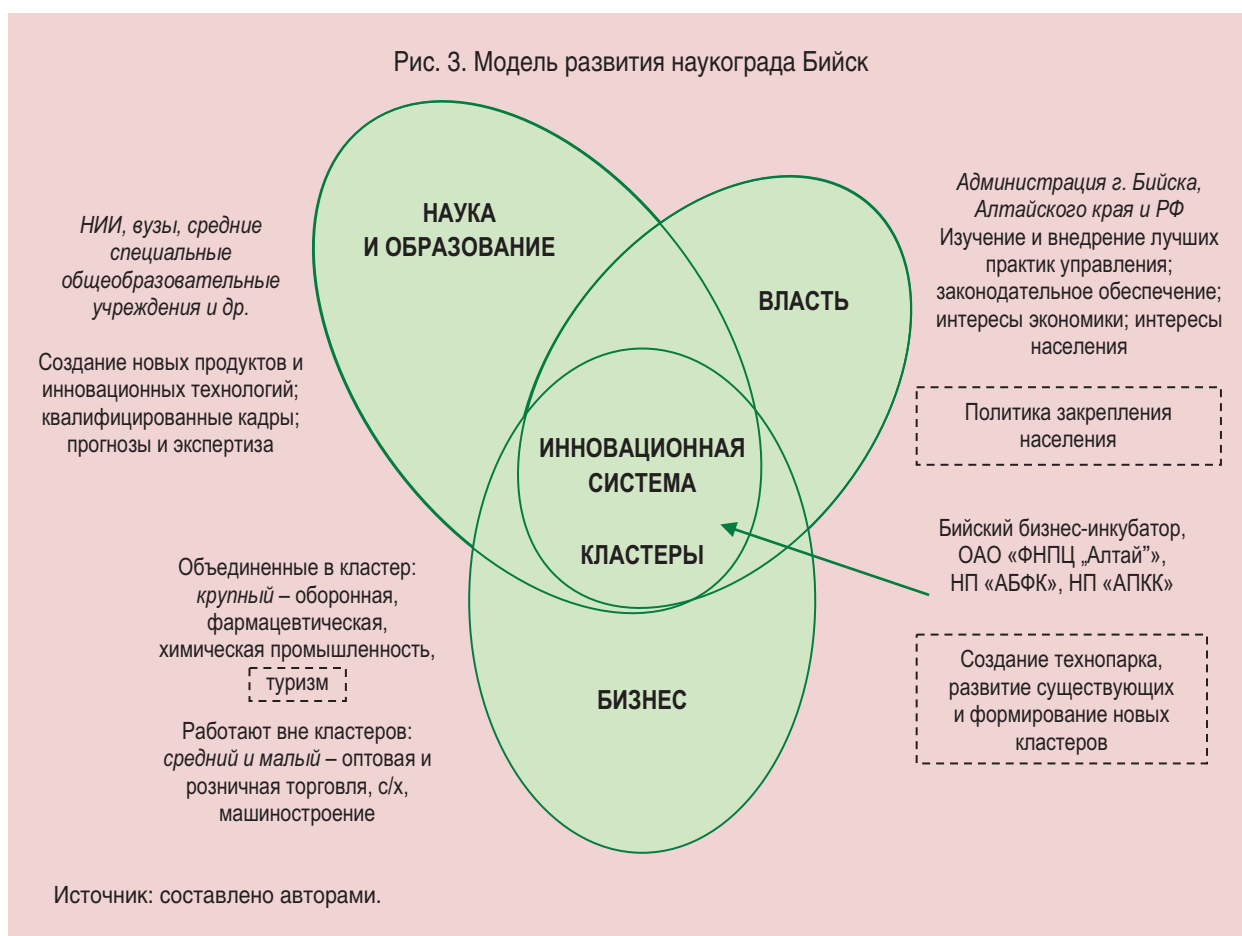 Рис. 3. Модель развития наукограда Бийск
НАУКА
И ОБРАЗОВАНИЕ
ВЛАСТЬ
ИННОВАЦИОННАЯ
СИСТЕМА
КЛАСТЕРЫ
БИЗНЕС
НИИ, вузы, средние
специальные
общеобразовательные
учреждения и др.
Создание новых продуктов и
инновационных технологий;
квалифицированные кадры;
прогнозы и экспертиза
Объединенные в кластер:
крупный – оборонная,
фармацевтическая,
химическая промышленность,
туризм
Работают вне кластеров:
средний и малый – оптовая и
розничная торговля, с/х,
машиностроение
Администрация г. Бийска,
Алтайского края и РФ
Изучение и внедрение лучших
практик управления;
законодательное обеспечение;
интересы экономики; интересы
населения
Политика закрепления
населения
Бийский бизнес-инкубатор,
ОАО «ФНПЦ „Алтай”»,
НП «АБФК», НП «АПКК»
Создание технопарка,
развитие существующих
и формирование новых
кластеров
Источник: составлено авторами.